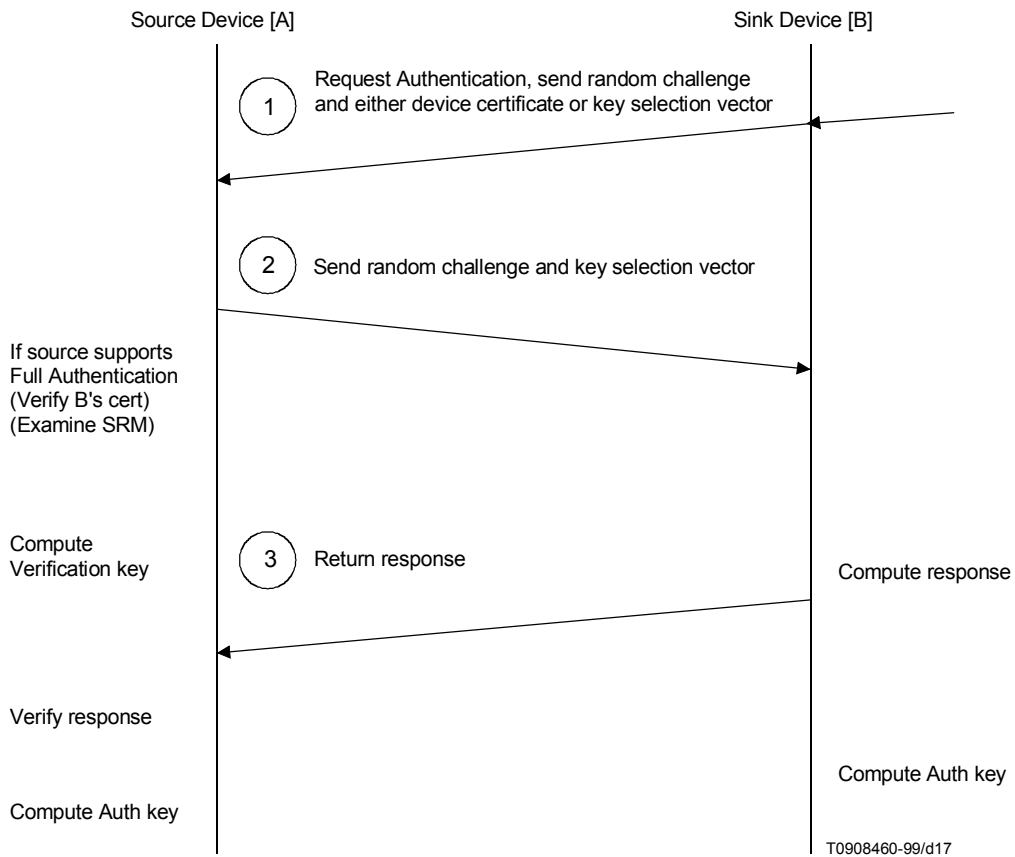 Source Device [A]
Sink Device [B]
1
Request Authentication, send random challenge
and either device certificate or key selection vector
2
Send random challenge and key selection vector
If source supports
Full Authentication
(Verify B's cert)
(Examine SRM)
Compute
Verification key
3
Return response
Compute response
Verify response
Compute Auth key
Compute Auth key
T0908460-99/d17